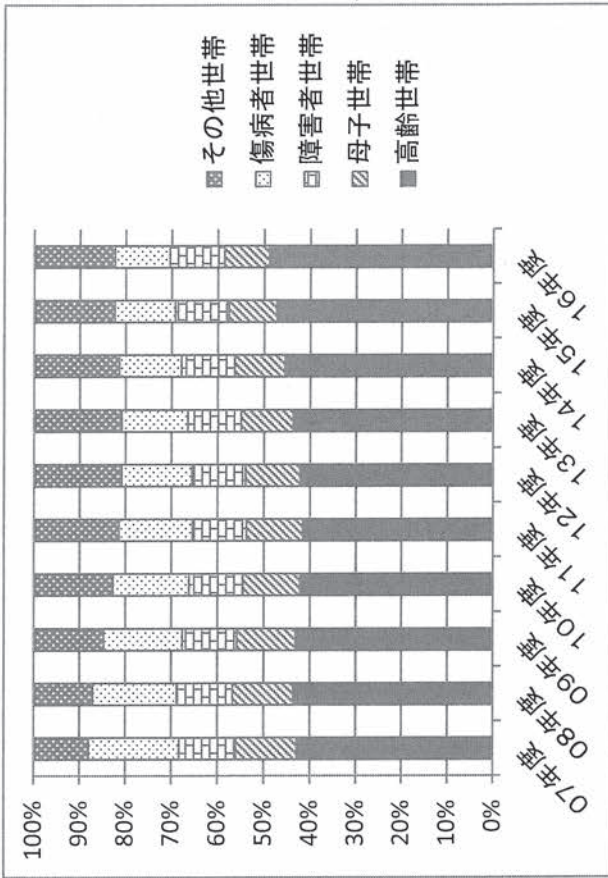 100%
90%
80%
70%
60%
50%
40%
30%
20%
10%
0%
07年度
08年度
09年度
10年度
11年度
12年度
13年度
14年度
15年度
16年度
その他世帯
傷病者世帯
障害者世帯
母子世帯
高齢世帯